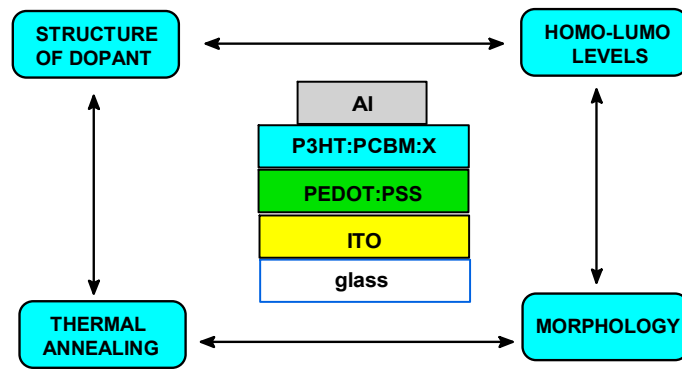 STRUCTURE
OF DOPANT
HOMO-LUMO
LEVELS
Al
P3HT:PCBM:X
PEDOT:PSS
ITO
glass
THERMAL
ANNEALING
MORPHOLOGY